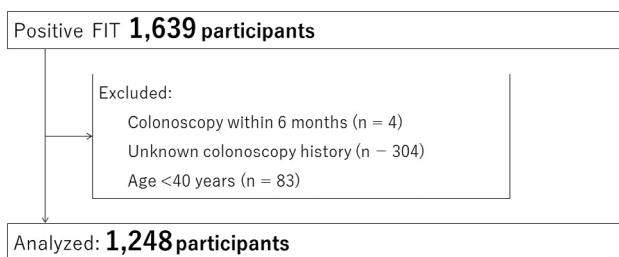 Positive FIT 1,639 participants
Excluded:
Colonoscopy within 6 months (n = 4)
Unknown colonoscopy history (n − 304)
Age <40 years (n = 83)
Analyzed: 1,248 participants